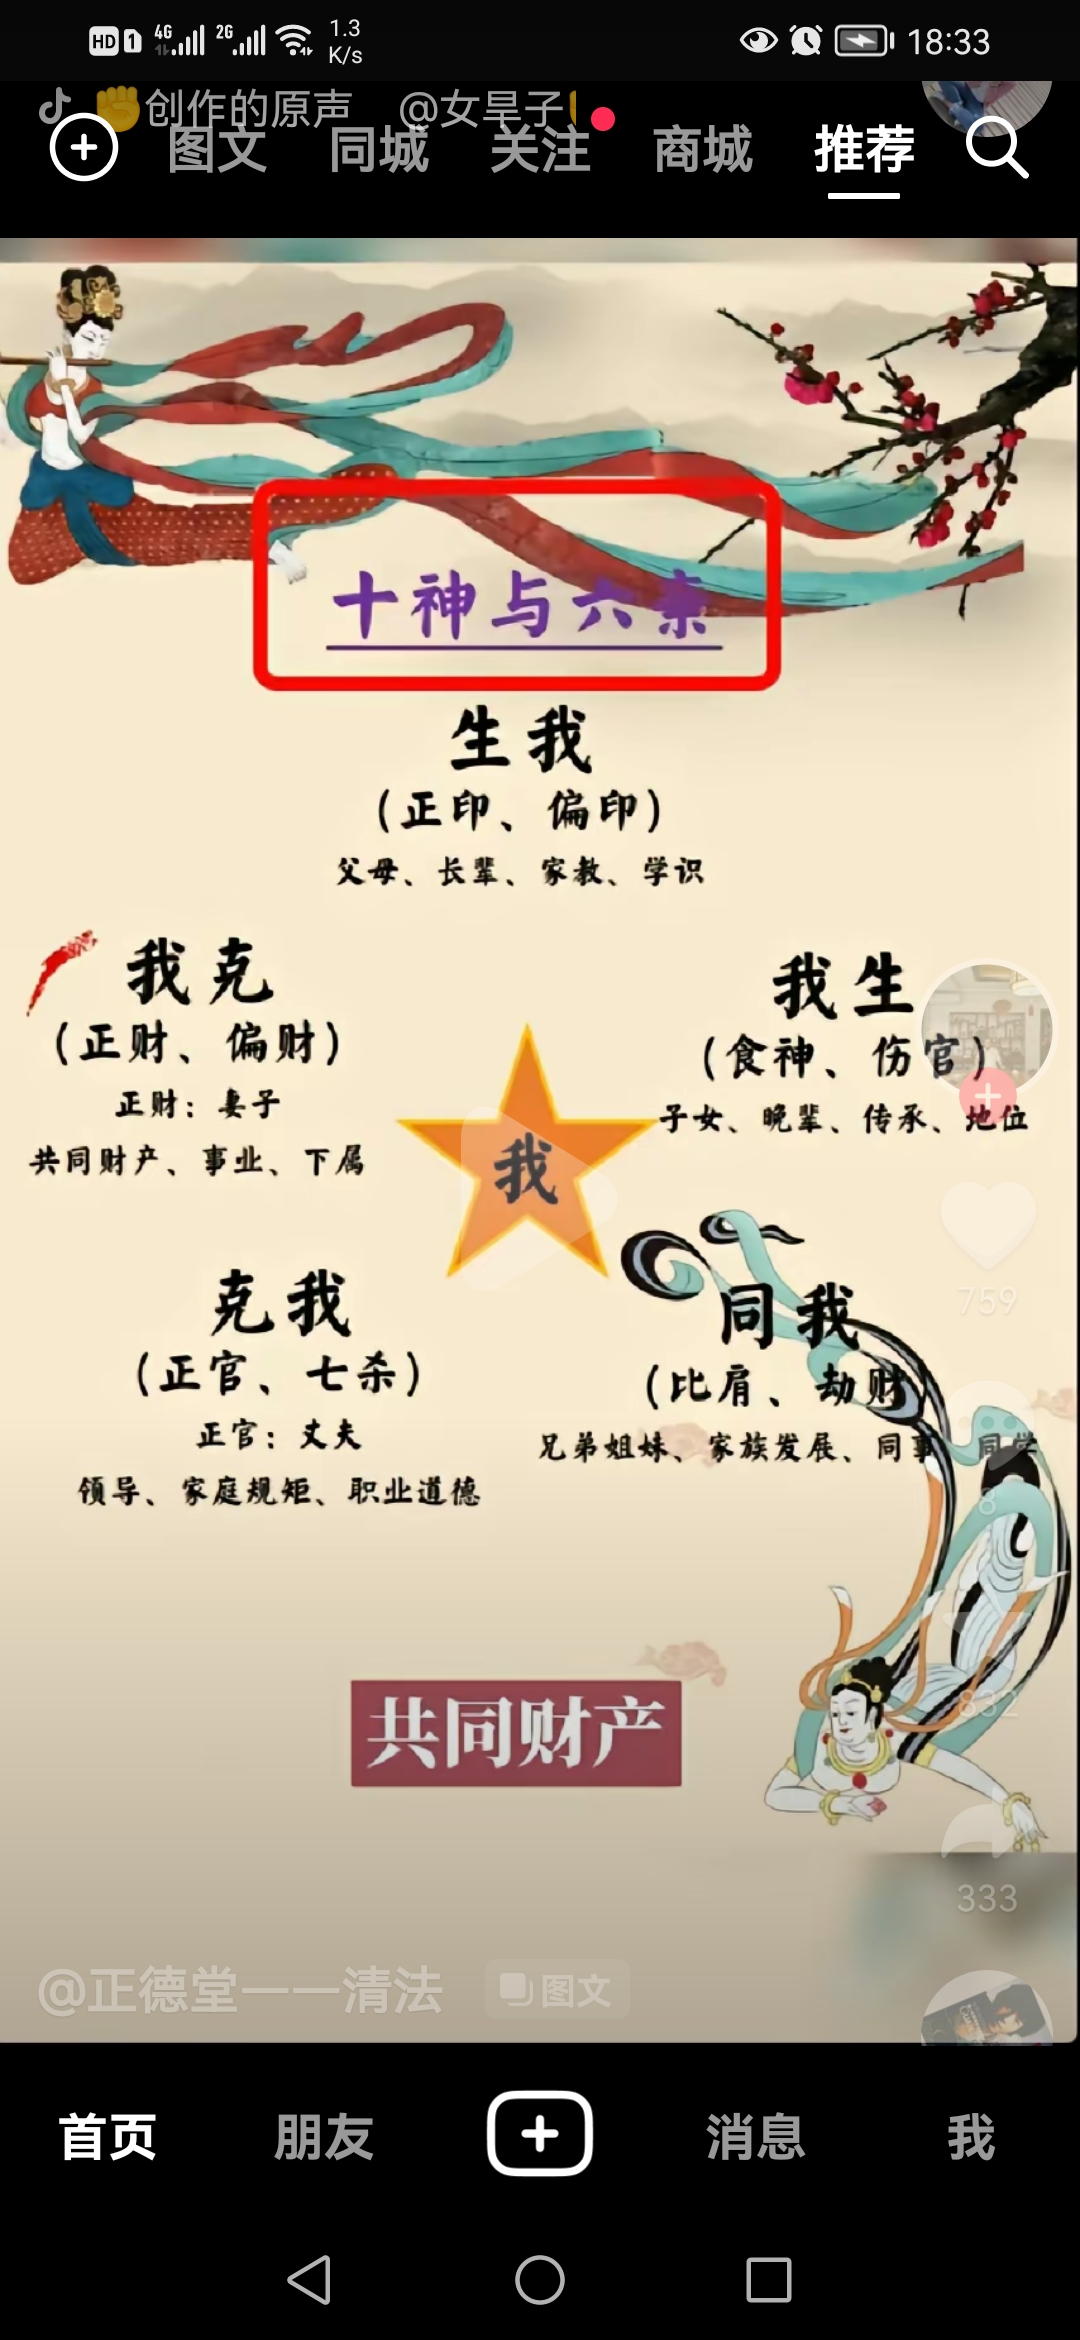 HD 1 4G 2G 1.3 K/s 18:33
创作的原声 @女旱子
图文 同城 关注 商城 推荐
十神与六亲
生我
(正印、偏印)
父母、长辈、家教、学识
我克
(正财、偏财)
正财：妻子
共同财产、事业、下属
我生
(食神、伤官)
子女、晚辈、传承、地位
我
克我
(正官、七杀)
正官：丈夫
领导、家庭规矩、职业道德
同我
(比肩、劫财)
兄弟姐妹、家族发展、同事、同学
759
8
832
333
共同财产
@正德堂一一清法 图文
首页 朋友 消息 我